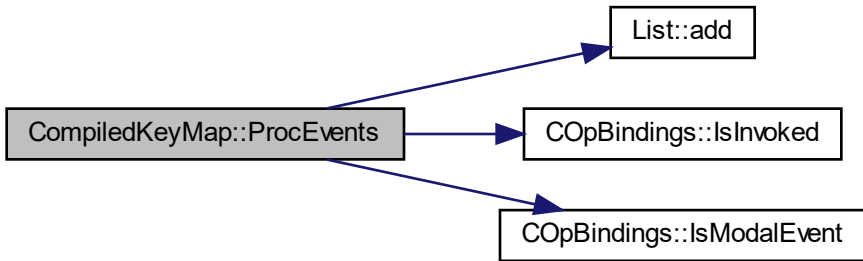 List::add
CompiledKeyMap::ProcEvents
COpBindings::IsInvoked
COpBindings::IsModalEvent